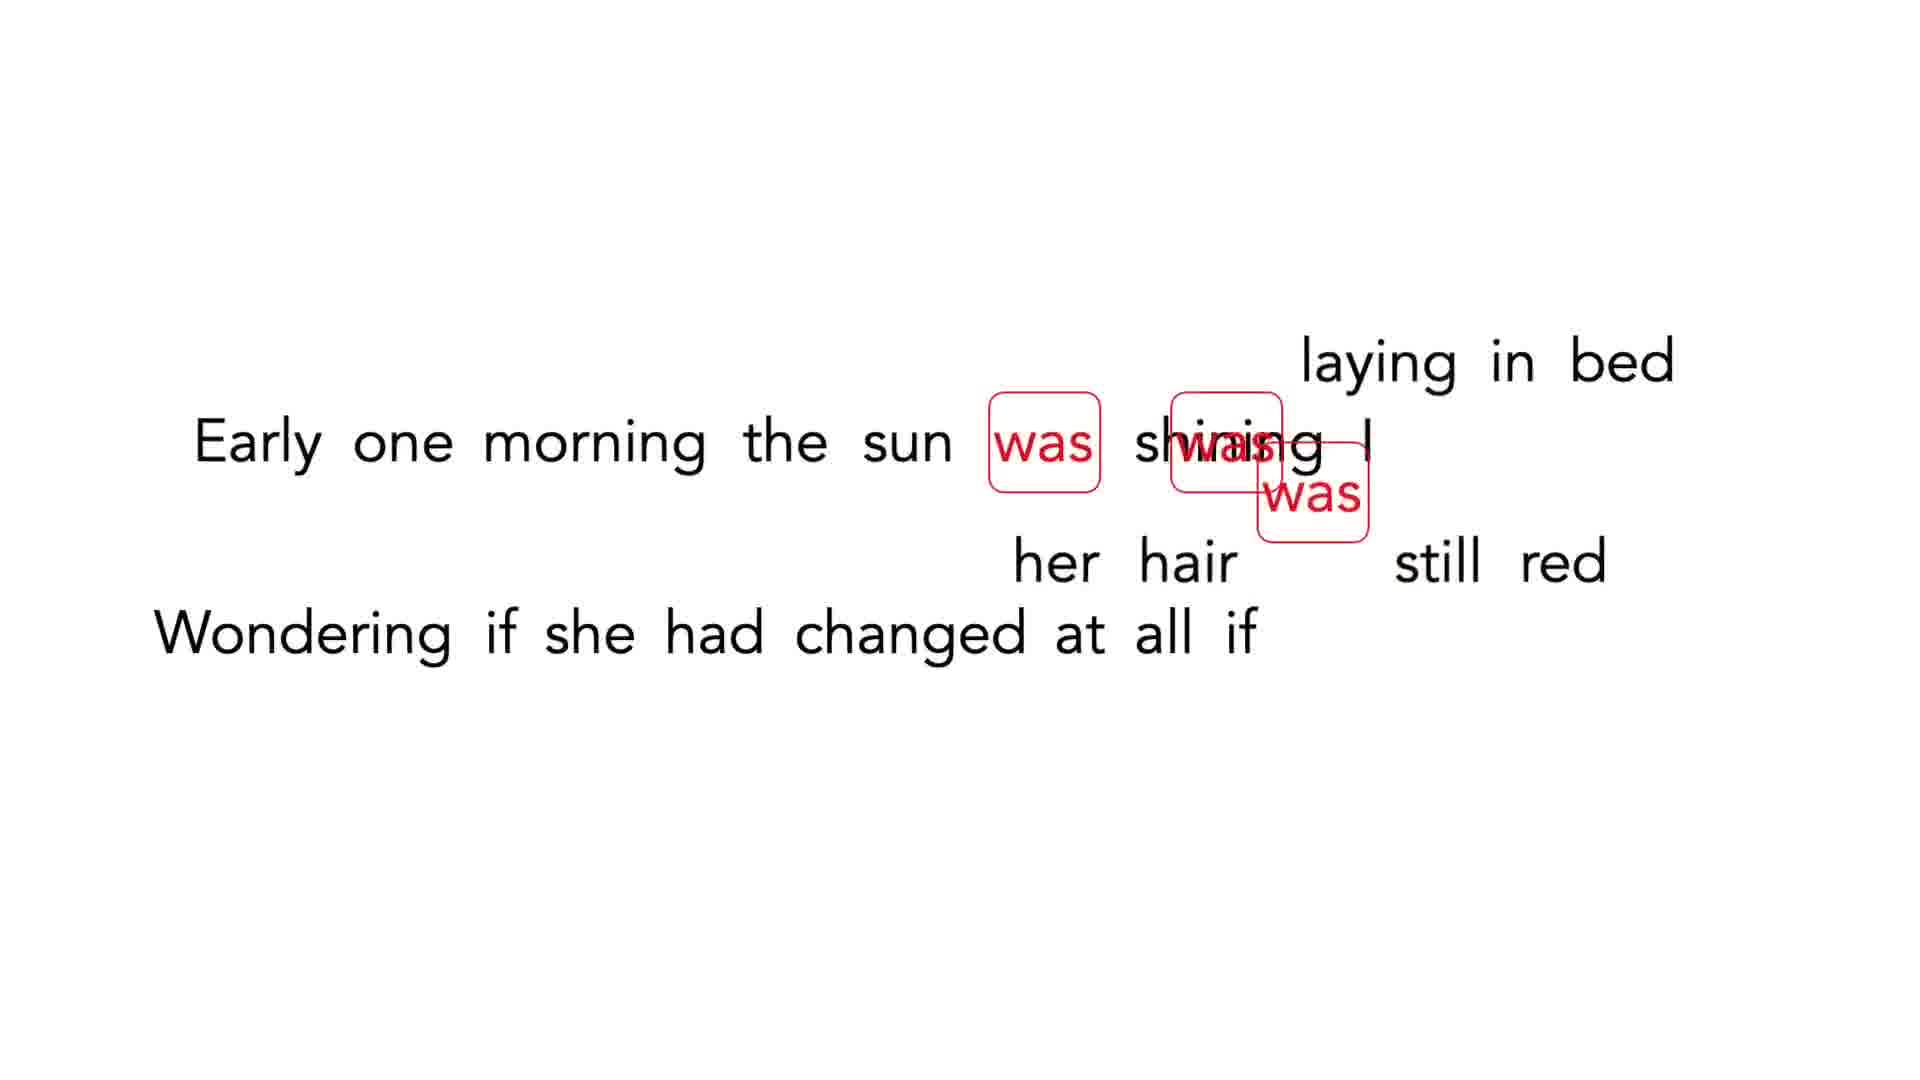 laying in bed
Early one morning the sun was shining I
was
was
her hair still red
Wondering if she had changed at all if